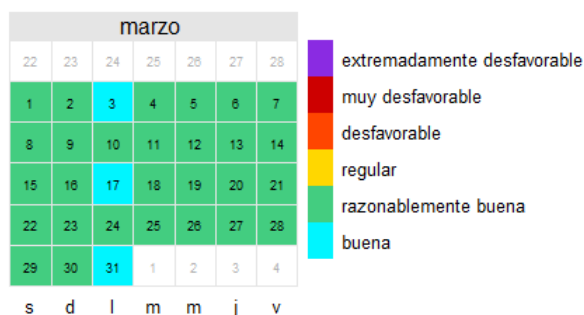 marzo
22 23 24 25 26 27 28
1 2 3 4 5 6 7
8 9 10 11 12 13 14
15 16 17 18 19 20 21
22 23 24 25 26 27 28
29 30 31 1 2 3 4
s d l m m j v
extremadamente desfavorable
muy desfavorable
desfavorable
regular
razonablemente buena
buena